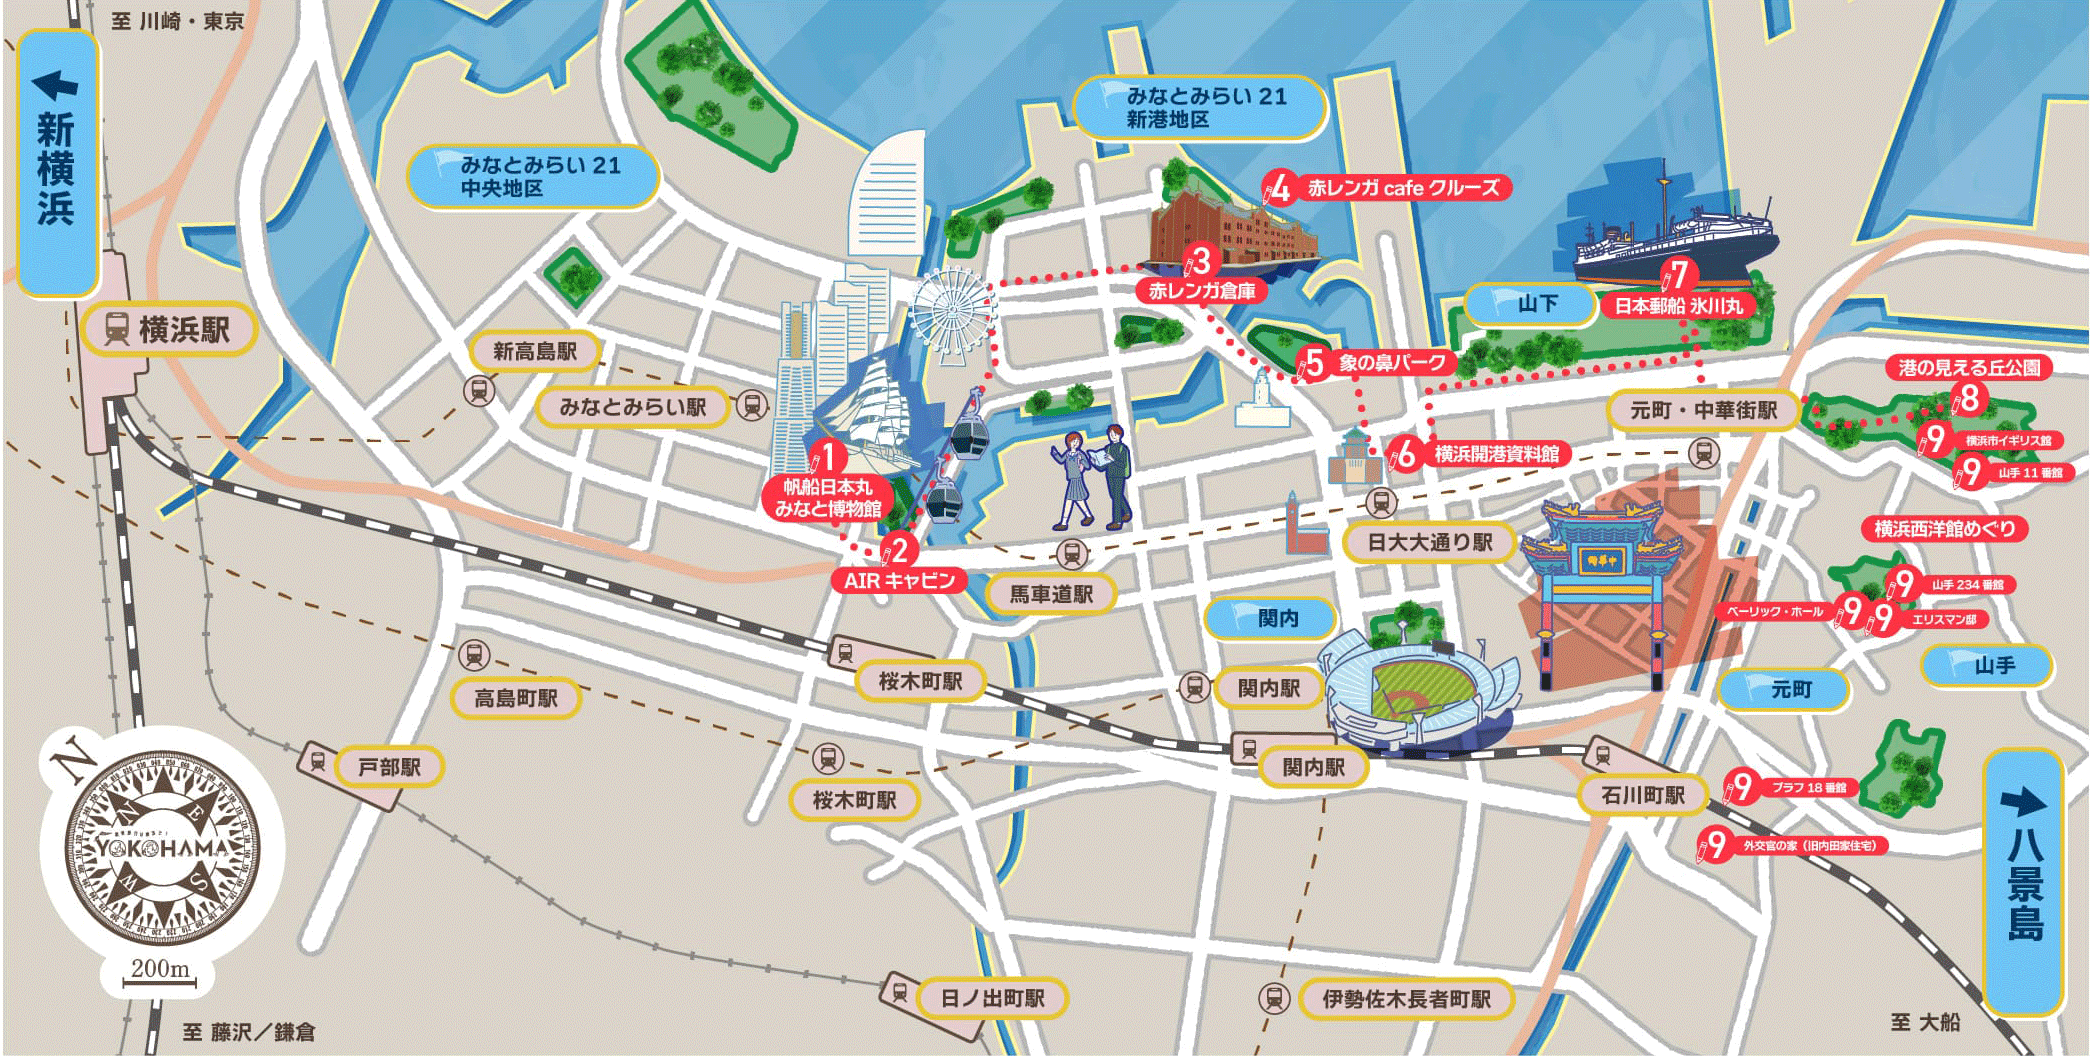 至 川崎・東京
新横浜
横浜駅
みなとみらい 21
中央地区
みなとみらい 21
新港地区
4 赤レンガ cafe クルーズ
3
赤レンガ倉庫
7
日本郵船 氷川丸
山下
新高島駅
みなとみらい駅
5 象の鼻パーク
港の見える丘公園
8
元町・中華街駅
9 横浜市イギリス館
9 山手 11 番館
1
帆船日本丸
みなと博物館
6 横浜開港資料館
2
AIR キャビン
日大大通り駅
中華街
横浜西洋館めぐり
9 山手 234 番館
ベーリック・ホール 9
9 エリスマン邸
馬車道駅
関内
山手
元町
高島町駅
桜木町駅
関内駅
戸部駅
桜木町駅
関内駅
石川町駅
9 ブラフ 18 番館
9 外交官の家（旧内田家住宅）
八景島
N
N
E
YOKOHAMA
W
S
200m
日ノ出町駅
伊勢佐木長者町駅
至 藤沢／鎌倉
至 大船